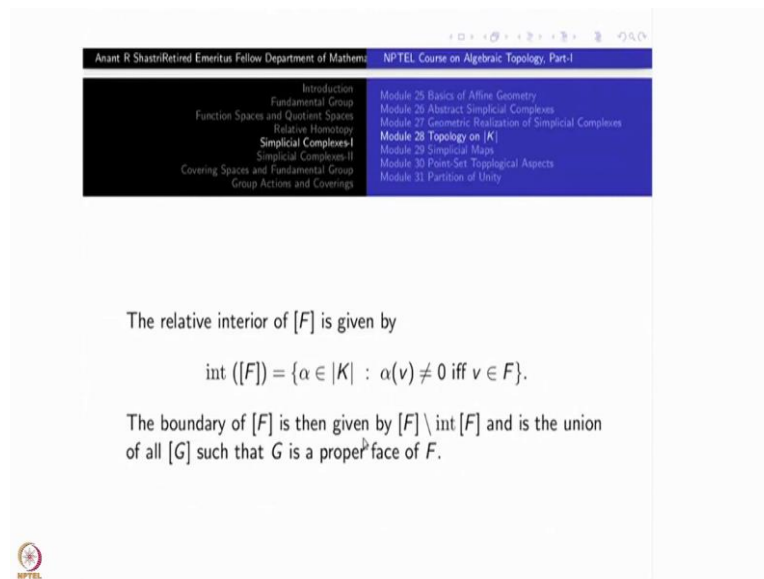 Anant R ShastriRetired Emeritus Fellow Department of Mathema
NPTEL Course on Algebraic Topology, Part-I
Introduction
Fundamental Group
Function Spaces and Quotient Spaces
Relative Homotopy
Simplicial Complexes-I
Simplicial Complexes-II
Covering Spaces and Fundamental Group
Group Actions and Coverings
Module 25 Basics of Affine Geometry
Module 26 Abstract Simplicial Complexes
Module 27 Geometric Realization of Simplicial Complexes
Module 28 Topology on |K|
Module 29 Simplicial Maps
Module 30 Point-Set Topplogical Aspects
Module 31 Partition of Unity
The relative interior of [F] is given by
int ([F]) = {α ∈ |K| : α(v) ≠ 0 iff v ∈ F}.
The boundary of [F] is then given by [F] \ int [F] and is the union
of all [G] such that G is a proper face of F.
NPTEL